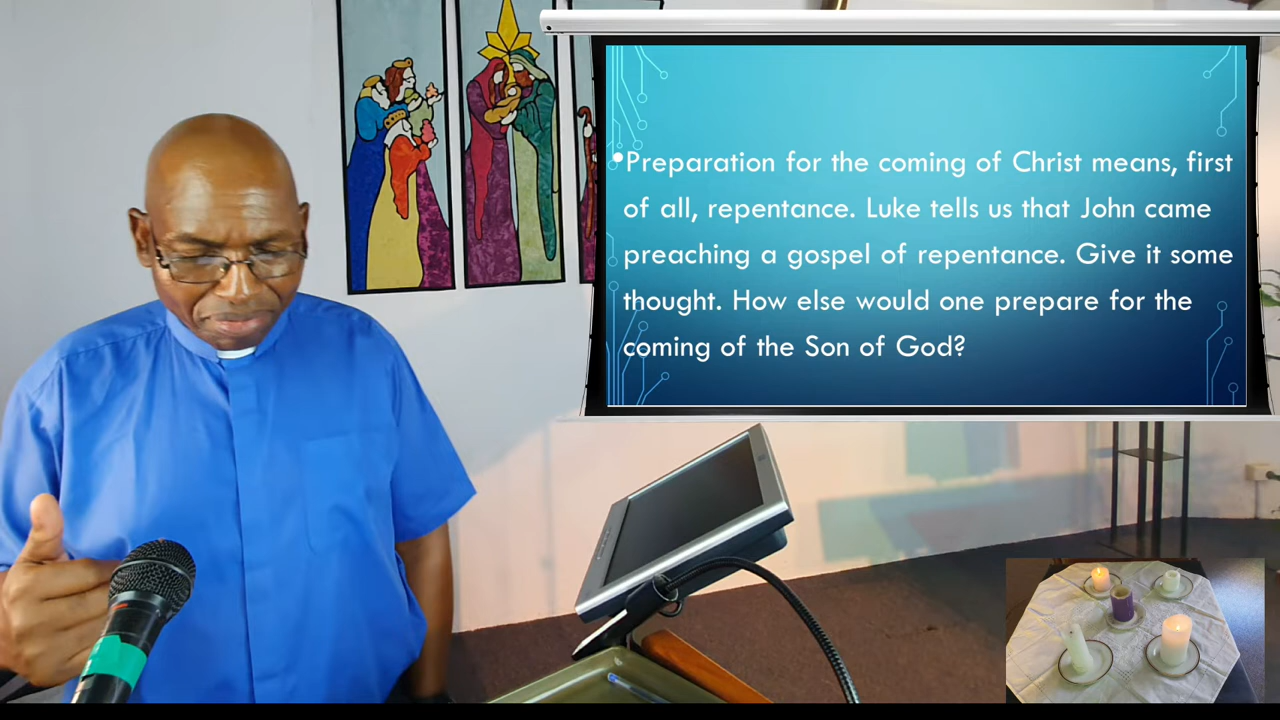 •Preparation for the coming of Christ means, first
of all, repentance. Luke tells us that John came
preaching a gospel of repentance. Give it some
thought. How else would one prepare for the
coming of the Son of God?